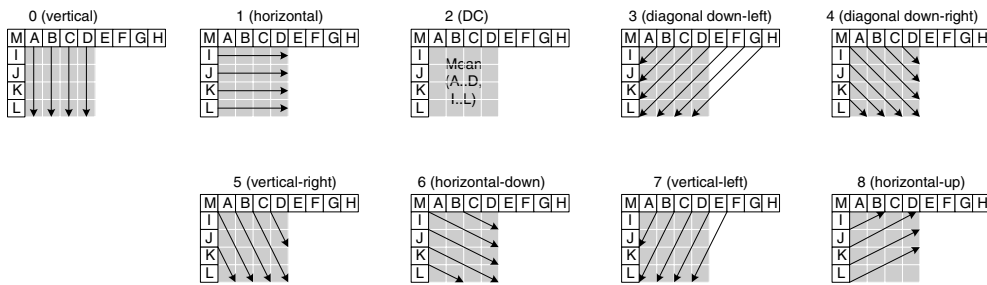 0 (vertical)
M A B C D E F G H
I
J
K
L
1 (horizontal)
M A B C D E F G H
I
J
K
L
2 (DC)
M A B C D E F G H
I
J
K
L
Mean
(A..D,
I..L)
3 (diagonal down-left)
M A B C D E F G H
I
J
K
L
4 (diagonal down-right)
M A B C D E F G H
I
J
K
L
5 (vertical-right)
M A B C D E F G H
I
J
K
L
6 (horizontal-down)
M A B C D E F G H
I
J
K
L
7 (vertical-left)
M A B C D E F G H
I
J
K
L
8 (horizontal-up)
M A B C D E F G H
I
J
K
L